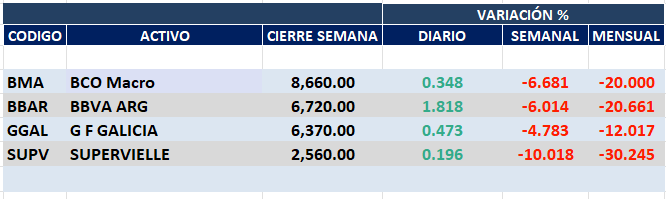 VARIACIÓN %
CODIGO ACTIVO CIERRE SEMANA DIARIO SEMANAL MENSUAL
BMA BCO Macro 8,660.00 0.348 -6.681 -20.000
BBAR BBVA ARG 6,720.00 1.818 -6.014 -20.661
GGAL G F GALICIA 6,370.00 0.473 -4.783 -12.017
SUPV SUPERVIELLE 2,560.00 0.196 -10.018 -30.245